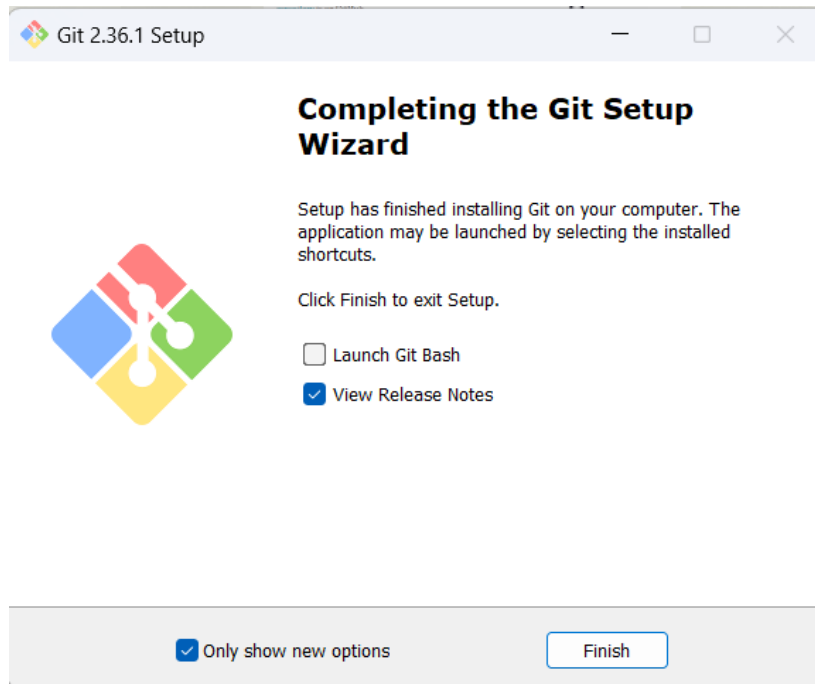 Git 2.36.1 Setup
Completing the Git Setup
Wizard
Setup has finished installing Git on your computer. The
application may be launched by selecting the installed
shortcuts.
Click Finish to exit Setup.
Launch Git Bash
View Release Notes
Only show new options
Finish